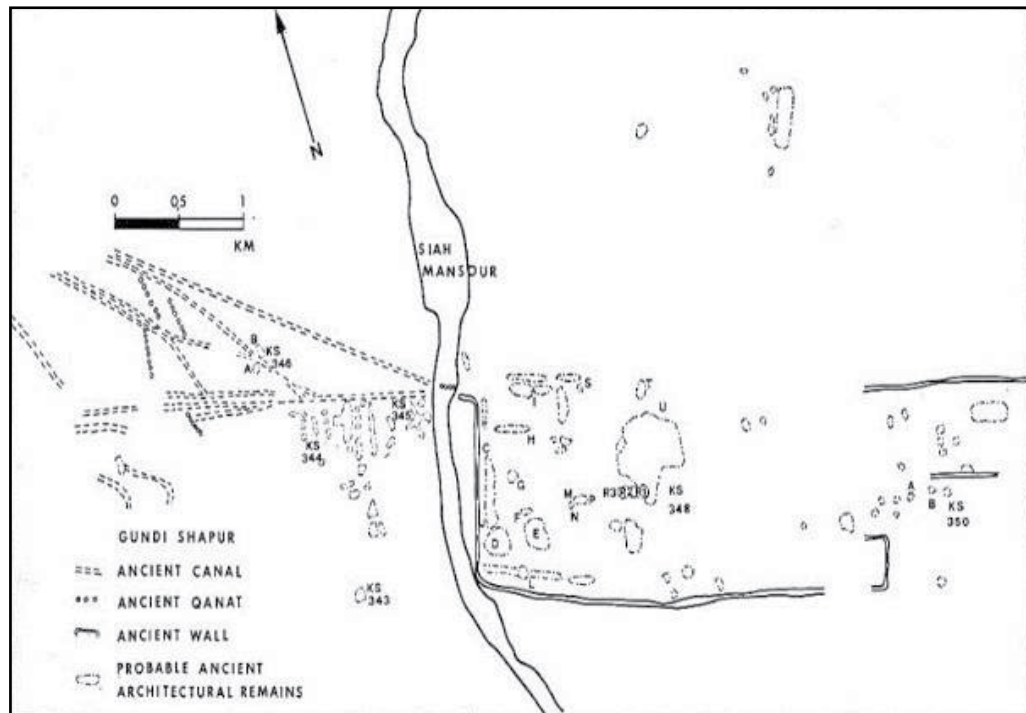 N
0 0,5 1
KM
SIAH
MANSOUR
B
KS
346
A
KS
345
KS
344
S
I
T
U
H
C
G
M
P
N
R321
KS
348
F
D
E
L
A
B
KS
350
KS
343
GUNDI SHAPUR
ANCIENT CANAL
ANCIENT QANAT
ANCIENT WALL
PROBABLE ANCIENT
ARCHITECTURAL REMAINS